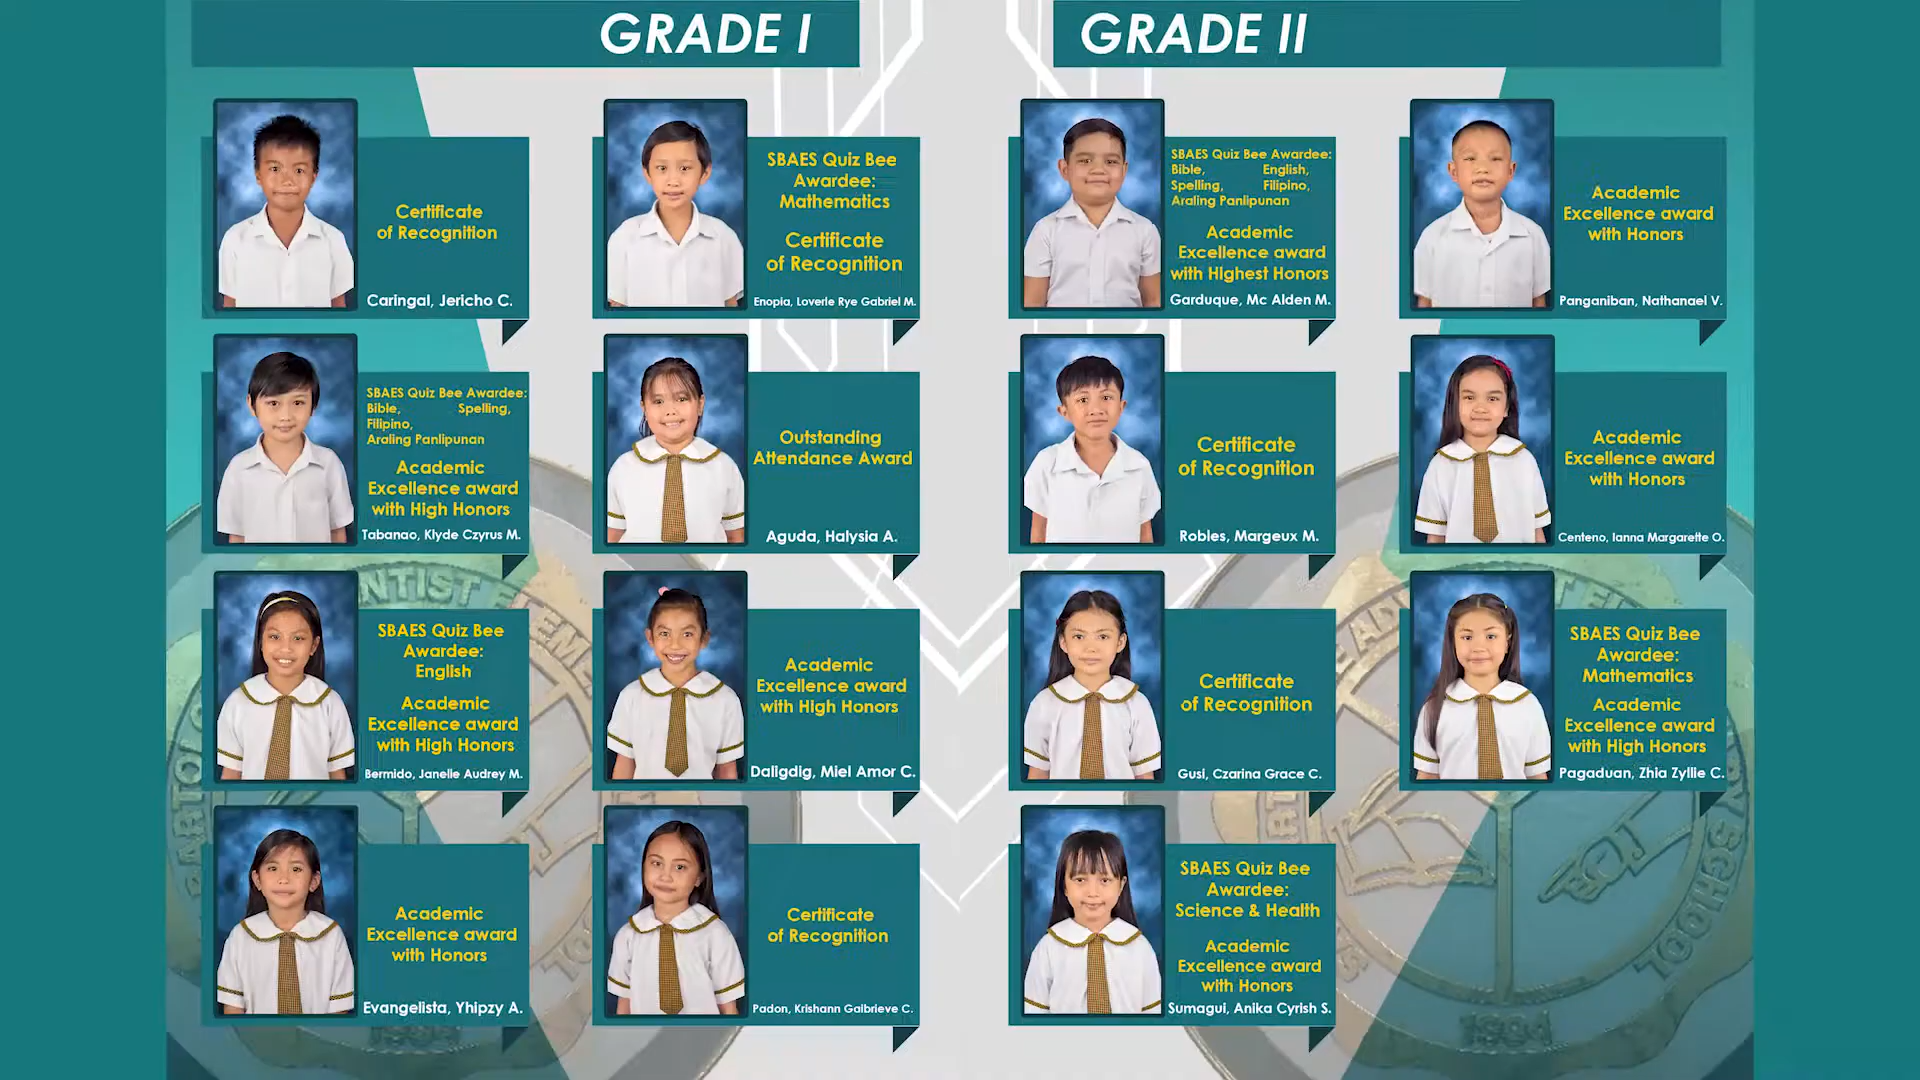 GRADE I
GRADE II
Certificate
of Recognition
Caringal, Jericho C.
SBAES Quiz Bee
Awardee:
Mathematics
Certificate
of Recognition
Enopia, Loverle Rye Gabriel M.
SBAES Quiz Bee Awardee:
Bible, English,
Spelling, Filipino,
Araling Panlipunan
Academic
Excellence award
with Highest Honors
Garduque, Mc Alden M.
Academic
Excellence award
with Honors
Panganiban, Nathanael V.
SBAES Quiz Bee Awardee:
Bible, Spelling,
Filipino,
Araling Panlipunan
Academic
Excellence award
with High Honors
Tabanao, Klyde Czyrus M.
Outstanding
Attendance Award
Aguda, Halysia A.
Certificate
of Recognition
Robles, Margeux M.
Academic
Excellence award
with Honors
Centeno, Ianna Margarette O.
SBAES Quiz Bee
Awardee:
English
Academic
Excellence award
with High Honors
Bermido, Janelle Audrey M.
Academic
Excellence award
with High Honors
Daligdig, Miel Amor C.
Certificate
of Recognition
Gusi, Czarina Grace C.
SBAES Quiz Bee
Awardee:
Mathematics
Academic
Excellence award
with High Honors
Pagaduan, Zhia Zyllie C.
Academic
Excellence award
with Honors
Evangelista, Yhipzy A.
Certificate
of Recognition
Padon, Krishann Gaibrieve C.
SBAES Quiz Bee
Awardee:
Science & Health
Academic
Excellence award
with Honors
Sumagui, Anika Cyrish S.
SCHOOL